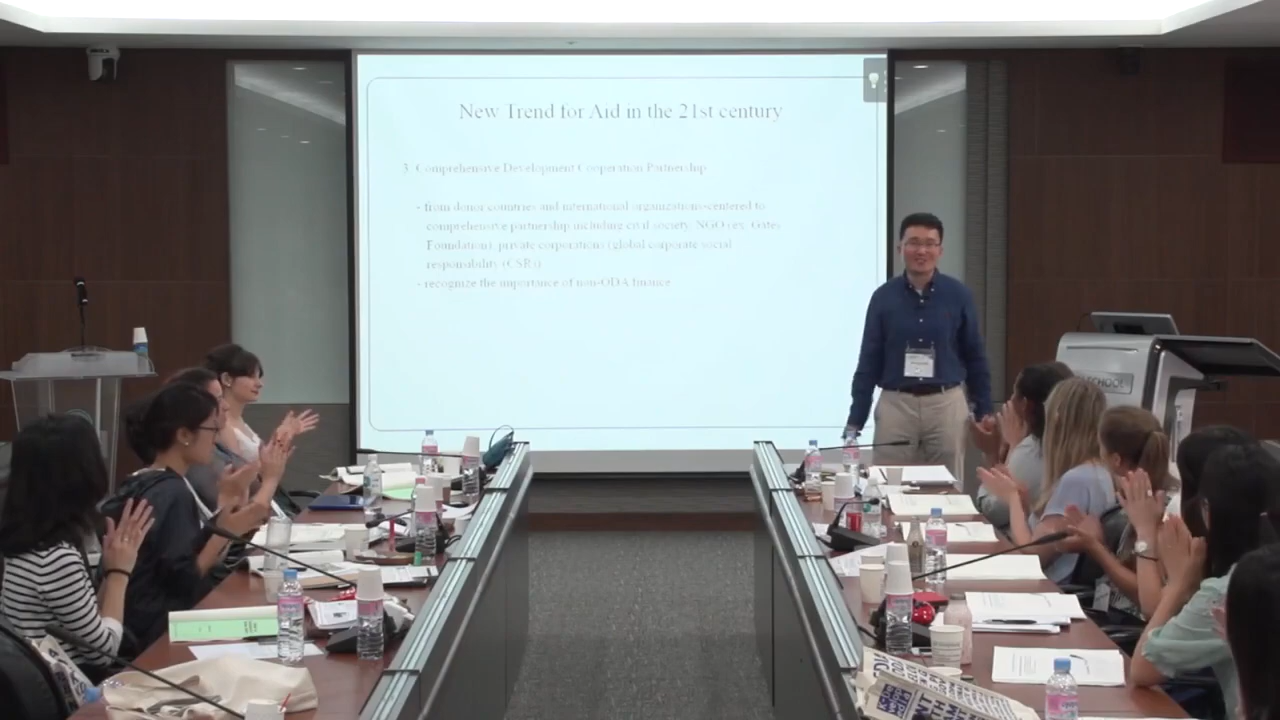 New Trend for Aid in the 21st century
3. Comprehensive Development Cooperation Partnership
- from donor countries and international organizations-centered to
comprehensive partnership including civil society, NGO (ex. Gates
Foundation), private corporations (global corporate social
responsibility (CSR))
- recognize the importance of non-ODA finance
SCHOOL